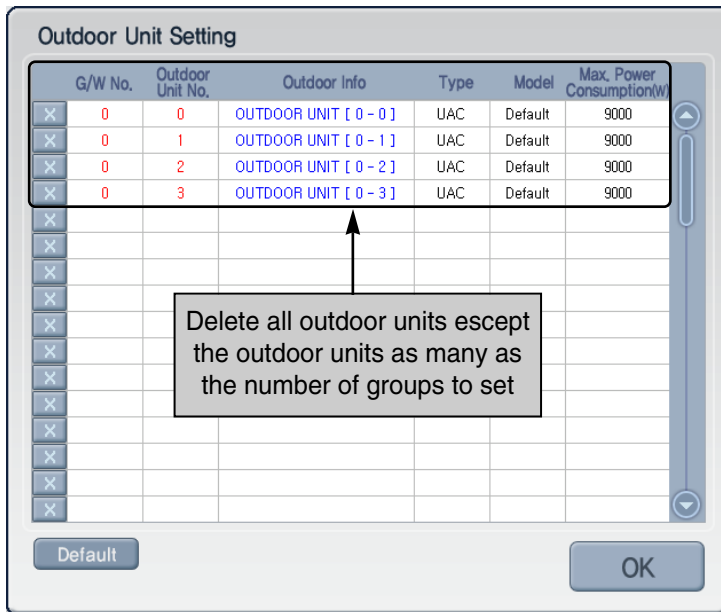 Outdoor Unit Setting
G/W No. Outdoor Unit No. Outdoor Info Type Model Max. Power Consumption(W)
X 0 0 OUTDOOR UNIT [ 0 - 0 ] UAC Default 9000
X 0 1 OUTDOOR UNIT [ 0 - 1 ] UAC Default 9000
X 0 2 OUTDOOR UNIT [ 0 - 2 ] UAC Default 9000
X 0 3 OUTDOOR UNIT [ 0 - 3 ] UAC Default 9000
X
X
X
X
X
X
X
X
X
X
X
X
Delete all outdoor units escept
the outdoor units as many as
the number of groups to set
Default
OK